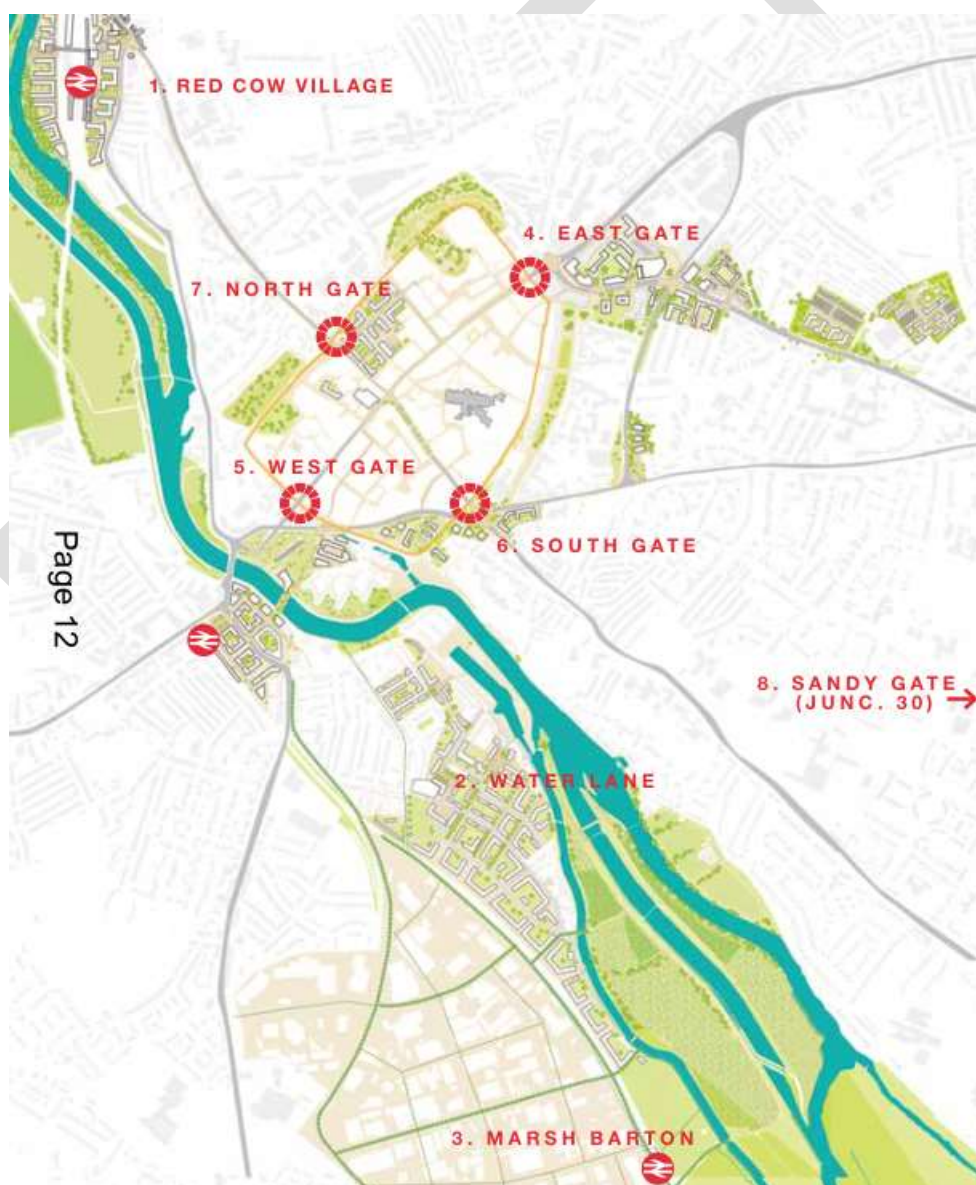 1. RED COW VILLAGE
4. EAST GATE
7. NORTH GATE
5. WEST GATE
6. SOUTH GATE
Page 12
8. SANDY GATE
(JUNC. 30)
2. WATER LANE
3. MARSH BARTON